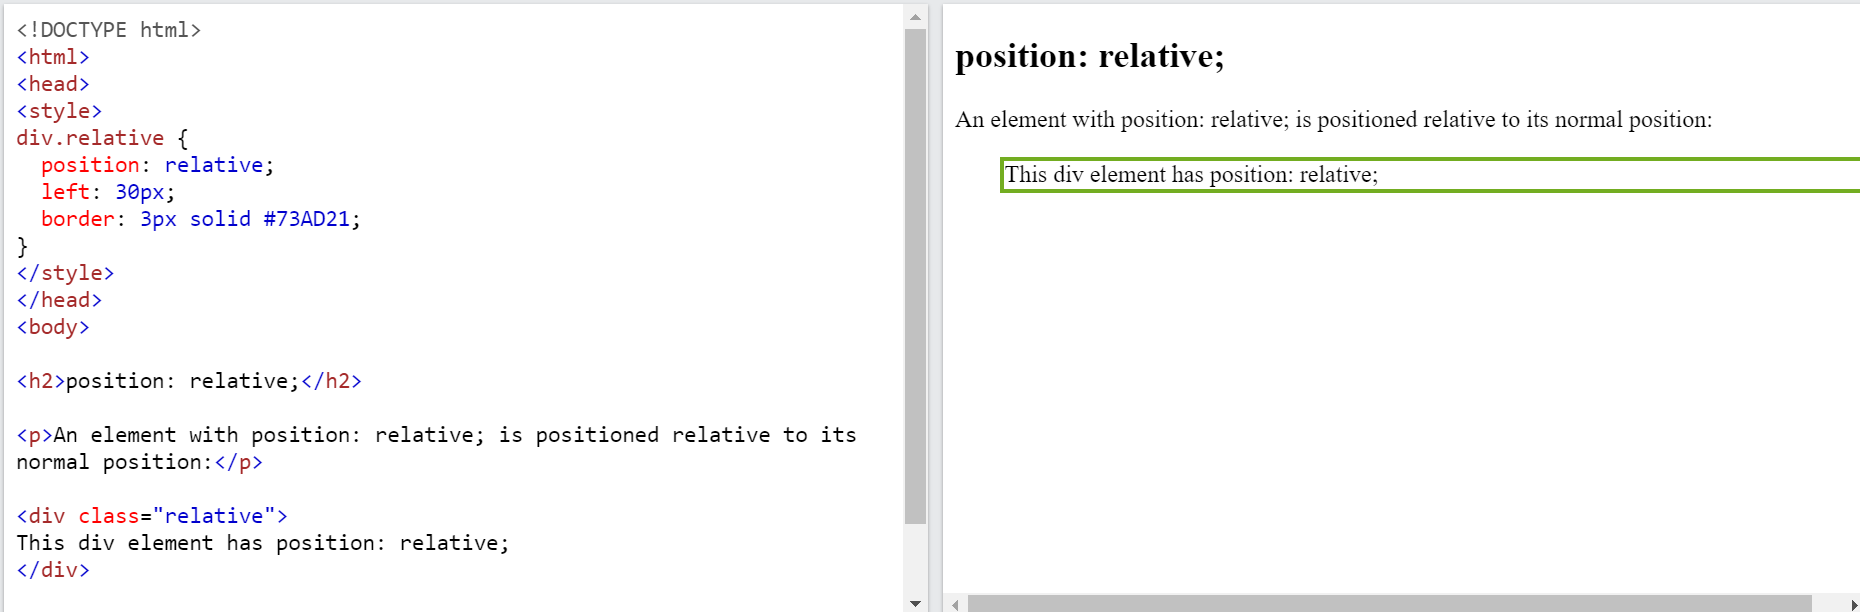 <!DOCTYPE html>
<html>
<head>
<style>
div.relative {
  position: relative;
  left: 30px;
  border: 3px solid #73AD21;
}
</style>
</head>
<body>

<h2>position: relative;</h2>

<p>An element with position: relative; is positioned relative to its
normal position:</p>

<div class="relative">
This div element has position: relative;
</div>

position: relative;
An element with position: relative; is positioned relative to its normal position:
This div element has position: relative;